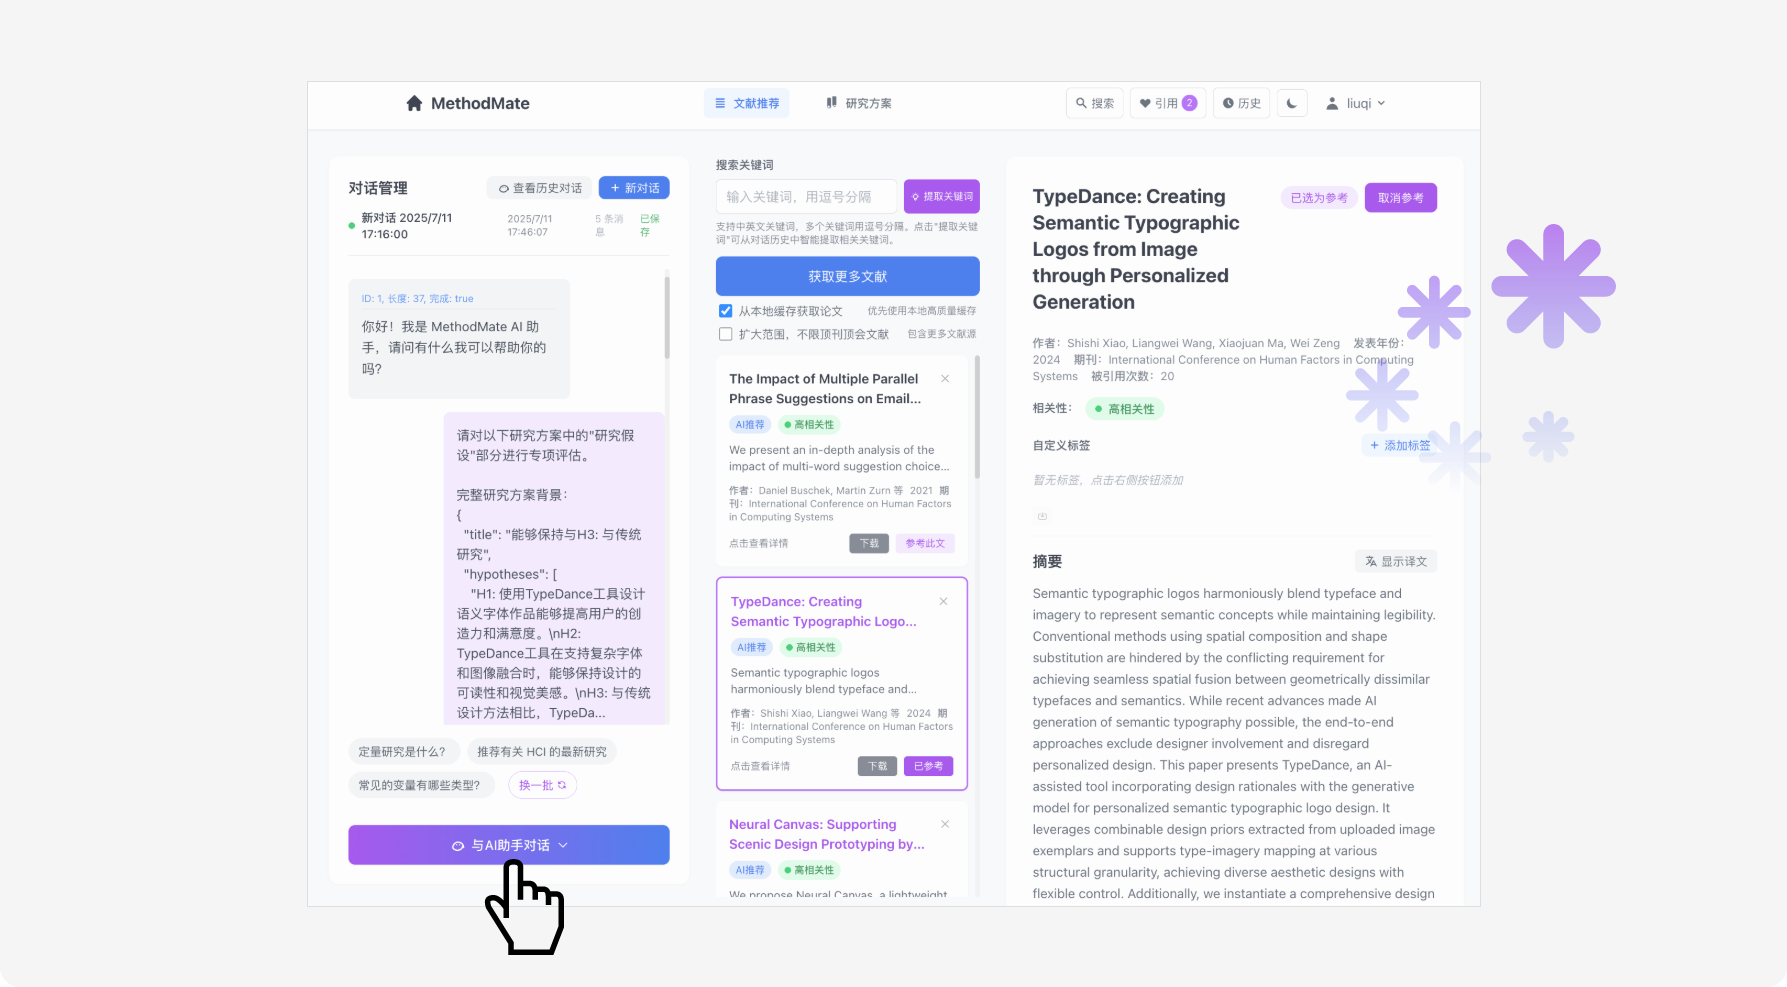 MethodMate
文献推荐
研究方案
搜索
引用 2
历史
liuqi
对话管理
查看历史对话
+ 新对话
新对话 2025/7/11
17:16:00
2025/7/11
17:46:07
5 条消
息
已保
存
ID: 1, 长度: 37, 完成: true
你好！我是 MethodMate AI 助
手，请问有什么我可以帮助你的
吗?
请对以下研究方案中的"研究假
设"部分进行专项评估。
完整研究方案背景：
{
"title": "能够保持与H3: 与传统
研究",
"hypotheses": [
"H1: 使用TypeDance工具设计
语义字体作品能够提高用户的创
造力和满意度。\nH2:
TypeDance工具在支持复杂字体
和图像融合时，能够保持设计的
可读性和视觉美感。\nH3: 与传统
设计方法相比，TypeDa...
定量研究是什么?
推荐有关 HCI 的最新研究
常见的变量有哪些类型?
换一批
与AI助手对话
搜索关键词
输入关键词，用逗号分隔
提取关键词
支持中英文关键词，多个关键词用逗号分隔。点击"提取关键
词"可从对话历史中智能提取相关关键词。
获取更多文献
从本地缓存获取论文
优先使用本地高质量缓存
扩大范围，不限顶刊顶会文献
包含更多文献源
The Impact of Multiple Parallel
Phrase Suggestions on Email...
AI推荐
高相关性
We present an in-depth analysis of the
impact of multi-word suggestion choice...
作者： Daniel Buschek, Martin Zurn 等 2021 期
刊： International Conference on Human Factors
in Computing Systems
点击查看详情
下载
参考此文
TypeDance: Creating
Semantic Typographic Logo...
AI推荐
高相关性
Semantic typographic logos
harmoniously blend typeface and...
作者： Shishi Xiao, Liangwei Wang 等 2024 期
刊： International Conference on Human Factors
in Computing Systems
点击查看详情
下载
已参考
Neural Canvas: Supporting
Scenic Design Prototyping by...
AI推荐
高相关性
We propose Neural Canvas, a lightweight
TypeDance: Creating
Semantic Typographic
Logos from Image
through Personalized
Generation
已选为参考
取消参考
作者： Shishi Xiao, Liangwei Wang, Xiaojuan Ma, Wei Zeng 发表年份：
2024 期刊： International Conference on Human Factors in Computing
Systems 被引用次数： 20
相关性：
高相关性
自定义标签
+ 添加标签
暂无标签，点击右侧按钮添加
摘要
显示译文
Semantic typographic logos harmoniously blend typeface and
imagery to represent semantic concepts while maintaining legibility.
Conventional methods using spatial composition and shape
substitution are hindered by the conflicting requirement for
achieving seamless spatial fusion between geometrically dissimilar
typefaces and semantics. While recent advances made AI
generation of semantic typography possible, the end-to-end
approaches exclude designer involvement and disregard
personalized design. This paper presents TypeDance, an AI-
assisted tool incorporating design rationales with the generative
model for personalized semantic typographic logo design. It
leverages combinable design priors extracted from uploaded image
exemplars and supports type-imagery mapping at various
structural granularity, achieving diverse aesthetic designs with
flexible control. Additionally, we instantiate a comprehensive design